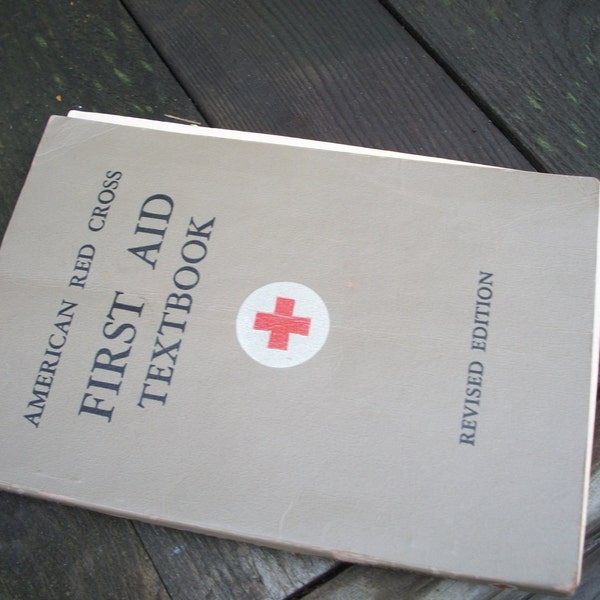 AMERICAN RED CROSS
FIRST AID
TEXTBOOK
REVISED EDITION